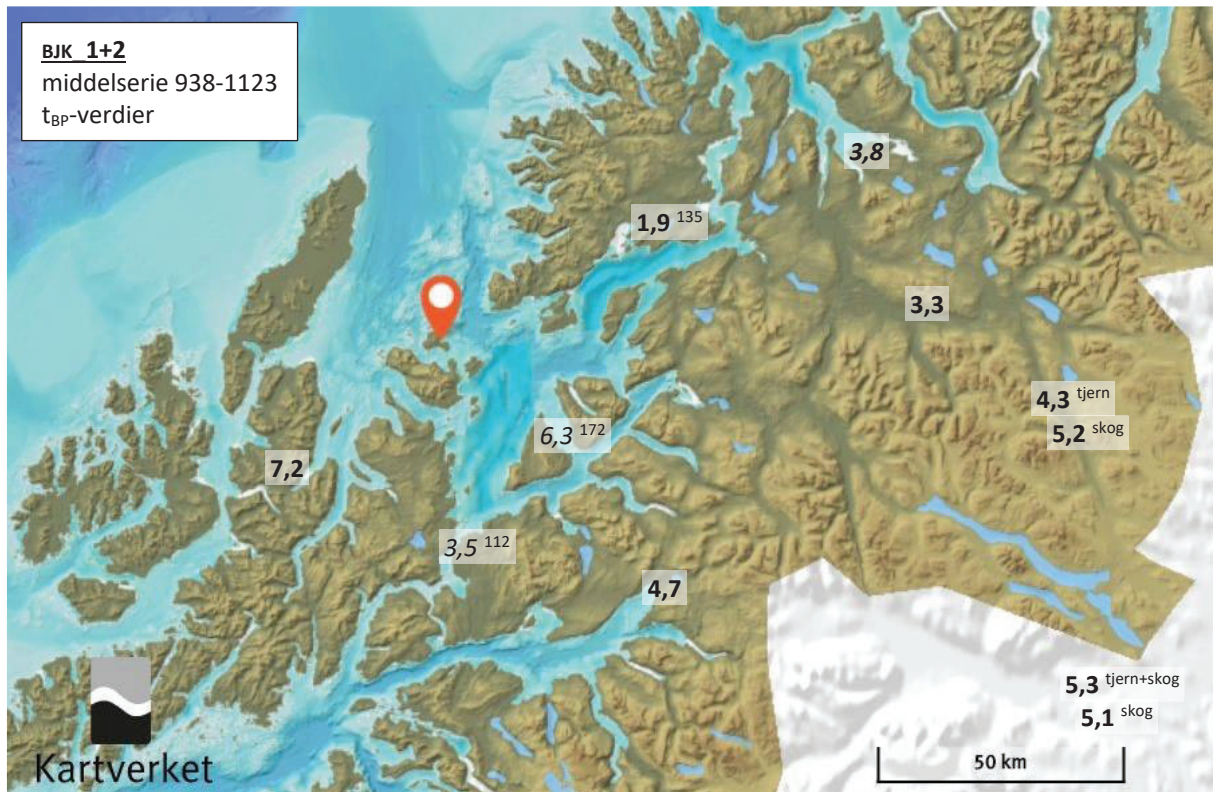 BJK_1+2
middelserie 938-1123
tBP-verdier
3,8
1,9 135
3,3
4,3 tjern
5,2 skog
6,3 172
7,2
3,5 112
4,7
5,3 tjern+skog
5,1 skog
Kartverket
50 km